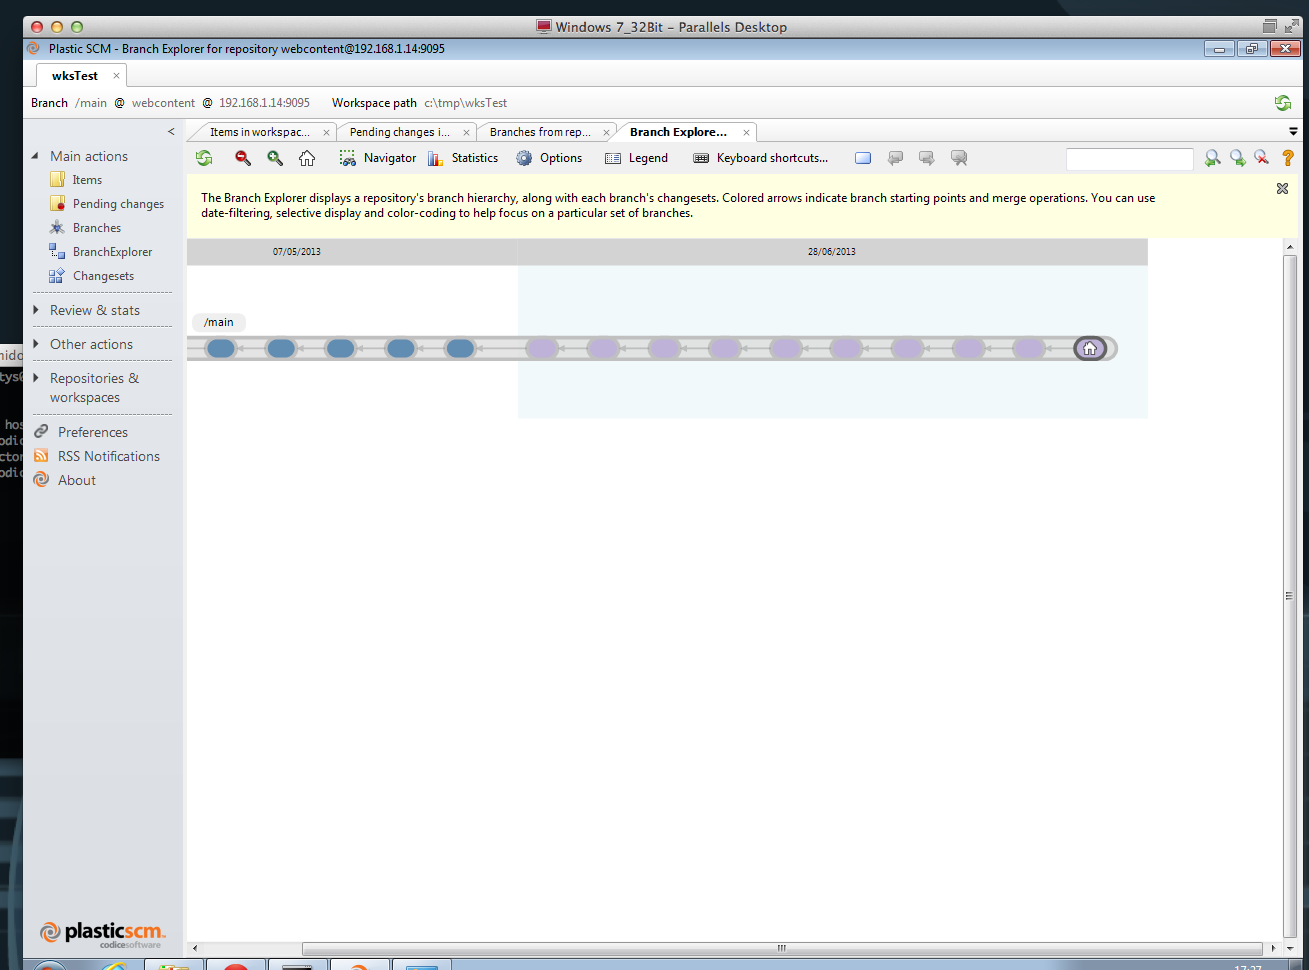 Windows 7_32Bit - Parallels Desktop
Plastic SCM - Branch Explorer for repository webcontent@192.168.1.14:9095
wksTest
Branch /main @ webcontent @ 192.168.1.14:9095 Workspace path c:\tmp\wksTest
Items in workspac... Pending changes i... Branches from rep... Branch Explore...
Navigator Statistics Options Legend Keyboard shortcuts...
Main actions
Items
Pending changes
Branches
BranchExplorer
Changesets
Review & stats
Other actions
Repositories &
workspaces
Preferences
RSS Notifications
About
The Branch Explorer displays a repository's branch hierarchy, along with each branch's changesets. Colored arrows indicate branch starting points and merge operations. You can use
date-filtering, selective display and color-coding to help focus on a particular set of branches.
07/05/2013 28/06/2013
/main
plasticscm
codicesoftware